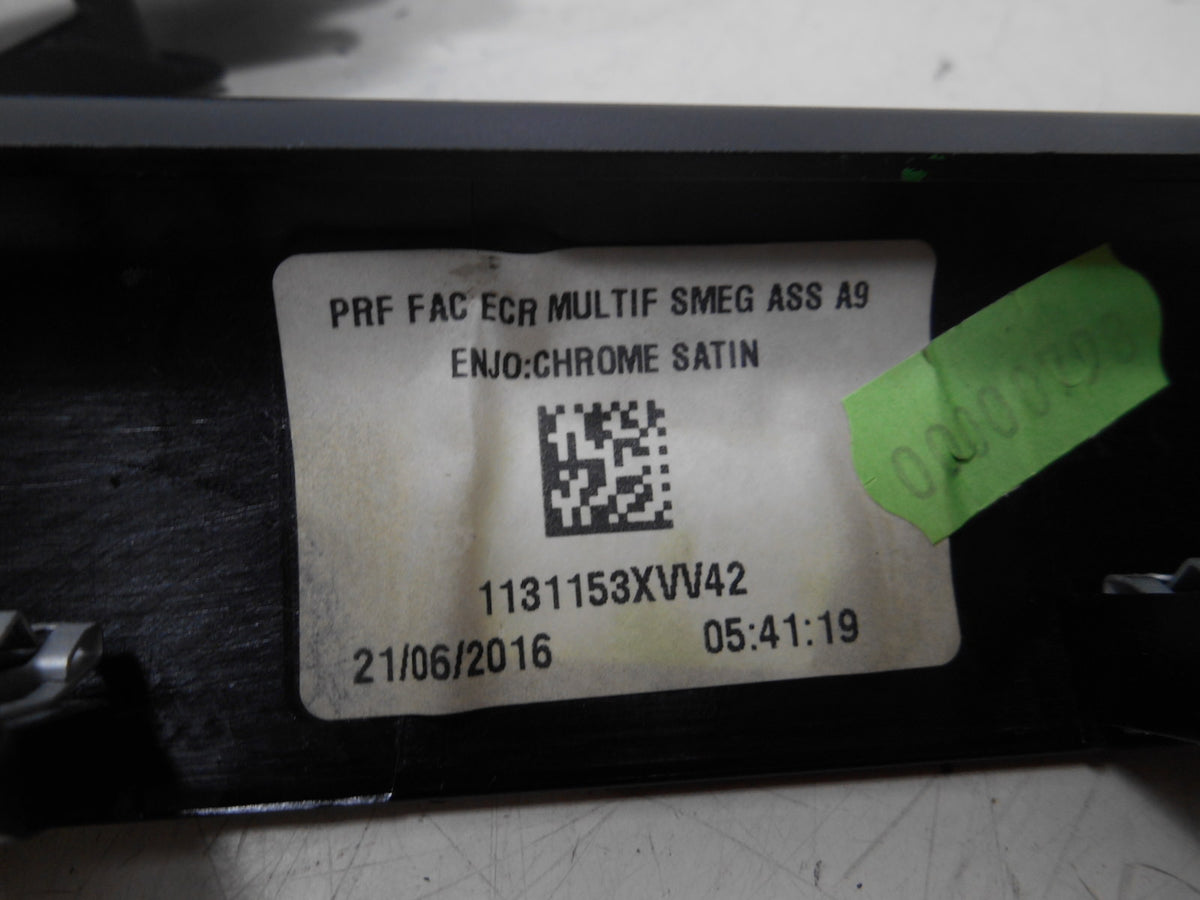 PRF FAC ECR MULTIF SMEG ASS A9
ENJO:CHROME SATIN
1131153XVV42
21/06/2016 05:41:19